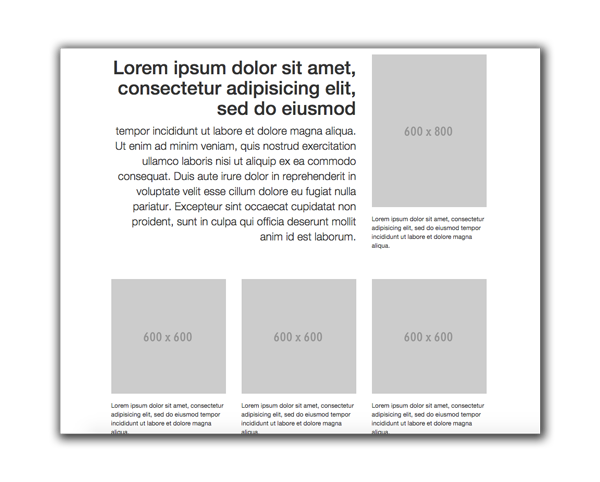 Lorem ipsum dolor sit amet,
consectetur adipisicing elit,
sed do eiusmod
tempor incididunt ut labore et dolore magna aliqua.
Ut enim ad minim veniam, quis nostrud exercitation
ullamco laboris nisi ut aliquip ex ea commodo
consequat. Duis aute irure dolor in reprehenderit in
voluptate velit esse cillum dolore eu fugiat nulla
pariatur. Excepteur sint occaecat cupidatat non
proident, sunt in culpa qui officia deserunt mollit
anim id est laborum.
600 x 800
Lorem ipsum dolor sit amet, consectetur
adipisicing elit, sed do eiusmod tempor
incididunt ut labore et dolore magna
aliqua.
600 x 600
Lorem ipsum dolor sit amet, consectetur
adipisicing elit, sed do eiusmod tempor
incididunt ut labore et dolore magna
aliqua.
600 x 600
Lorem ipsum dolor sit amet, consectetur
adipisicing elit, sed do eiusmod tempor
incididunt ut labore et dolore magna
aliqua.
600 x 600
Lorem ipsum dolor sit amet, consectetur
adipisicing elit, sed do eiusmod tempor
incididunt ut labore et dolore magna
aliqua.